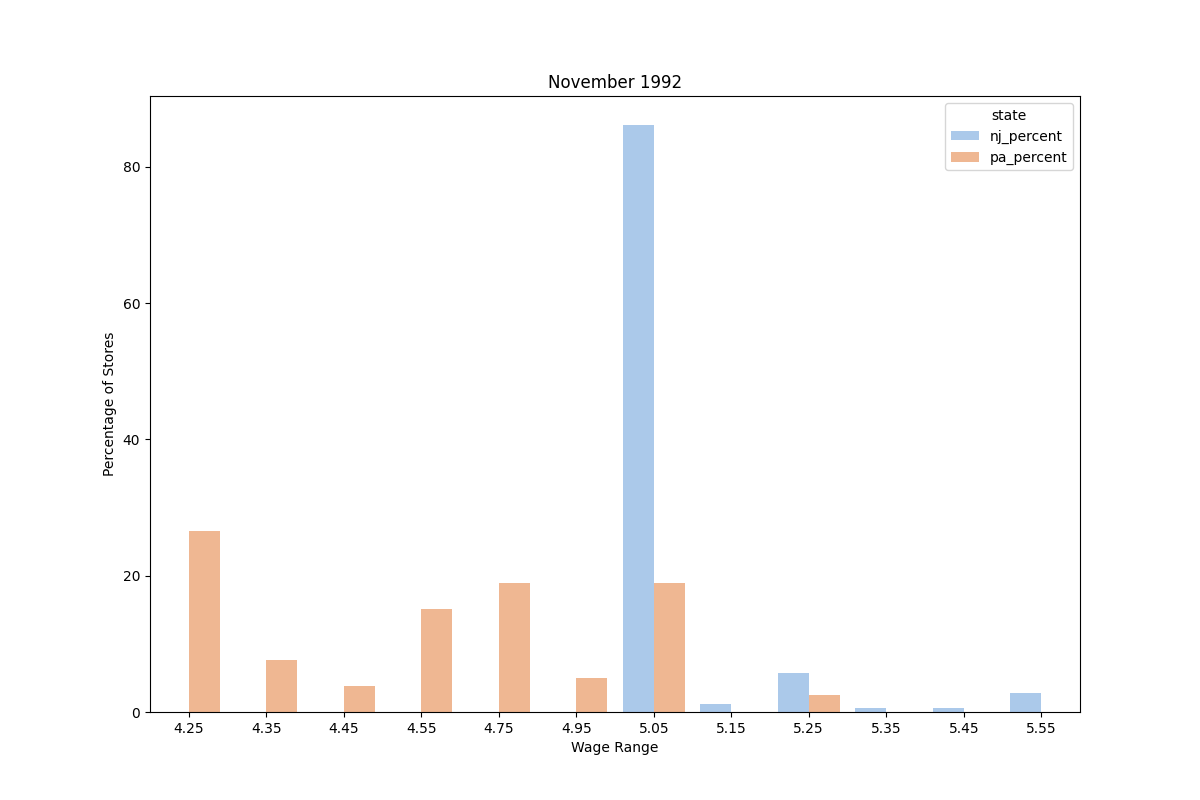 November 1992
state
nj_percent
pa_percent
Percentage of Stores
80
60
40
20
0
4.25 4.35 4.45 4.55 4.75 4.95 5.05 5.15 5.25 5.35 5.45 5.55
Wage Range